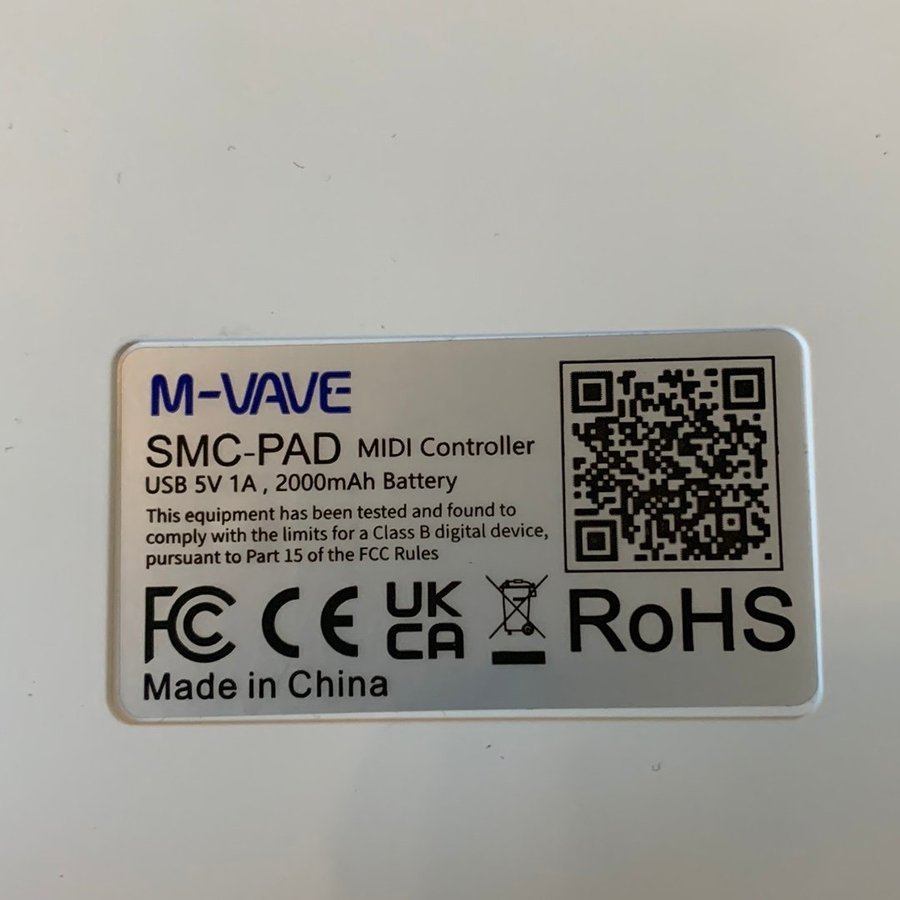 M-VAVE
SMC-PAD MIDI Controller
USB 5V 1A , 2000mAh Battery
This equipment has been tested and found to
comply with the limits for a Class B digital device,
pursuant to Part 15 of the FCC Rules
FC CE UK CA RoHS
Made in China